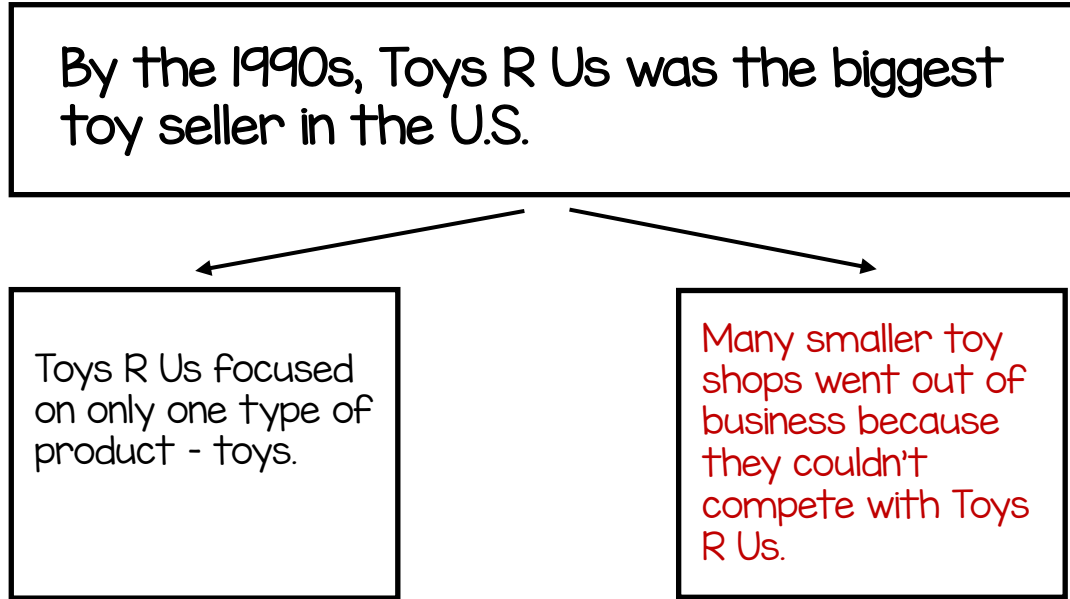 By the 1990s, Toys R Us was the biggest
toy seller in the U.S.
Toys R Us focused
on only one type of
product - toys.
Many smaller toy
shops went out of
business because
they couldn't
compete with Toys
R Us.